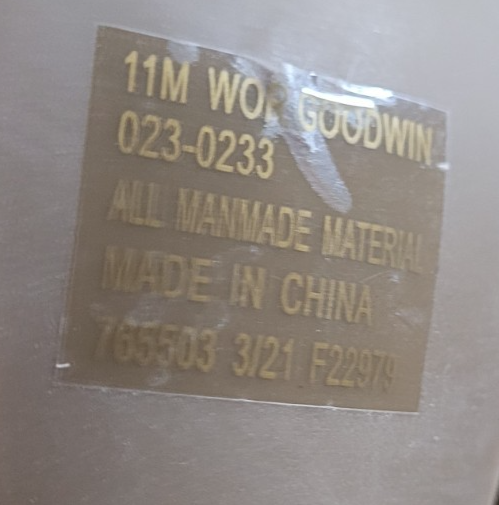 11M GOODWIN
023-0233
ALL MANMADE MATERIAL
MADE IN CHINA
765503 3/21 F22979